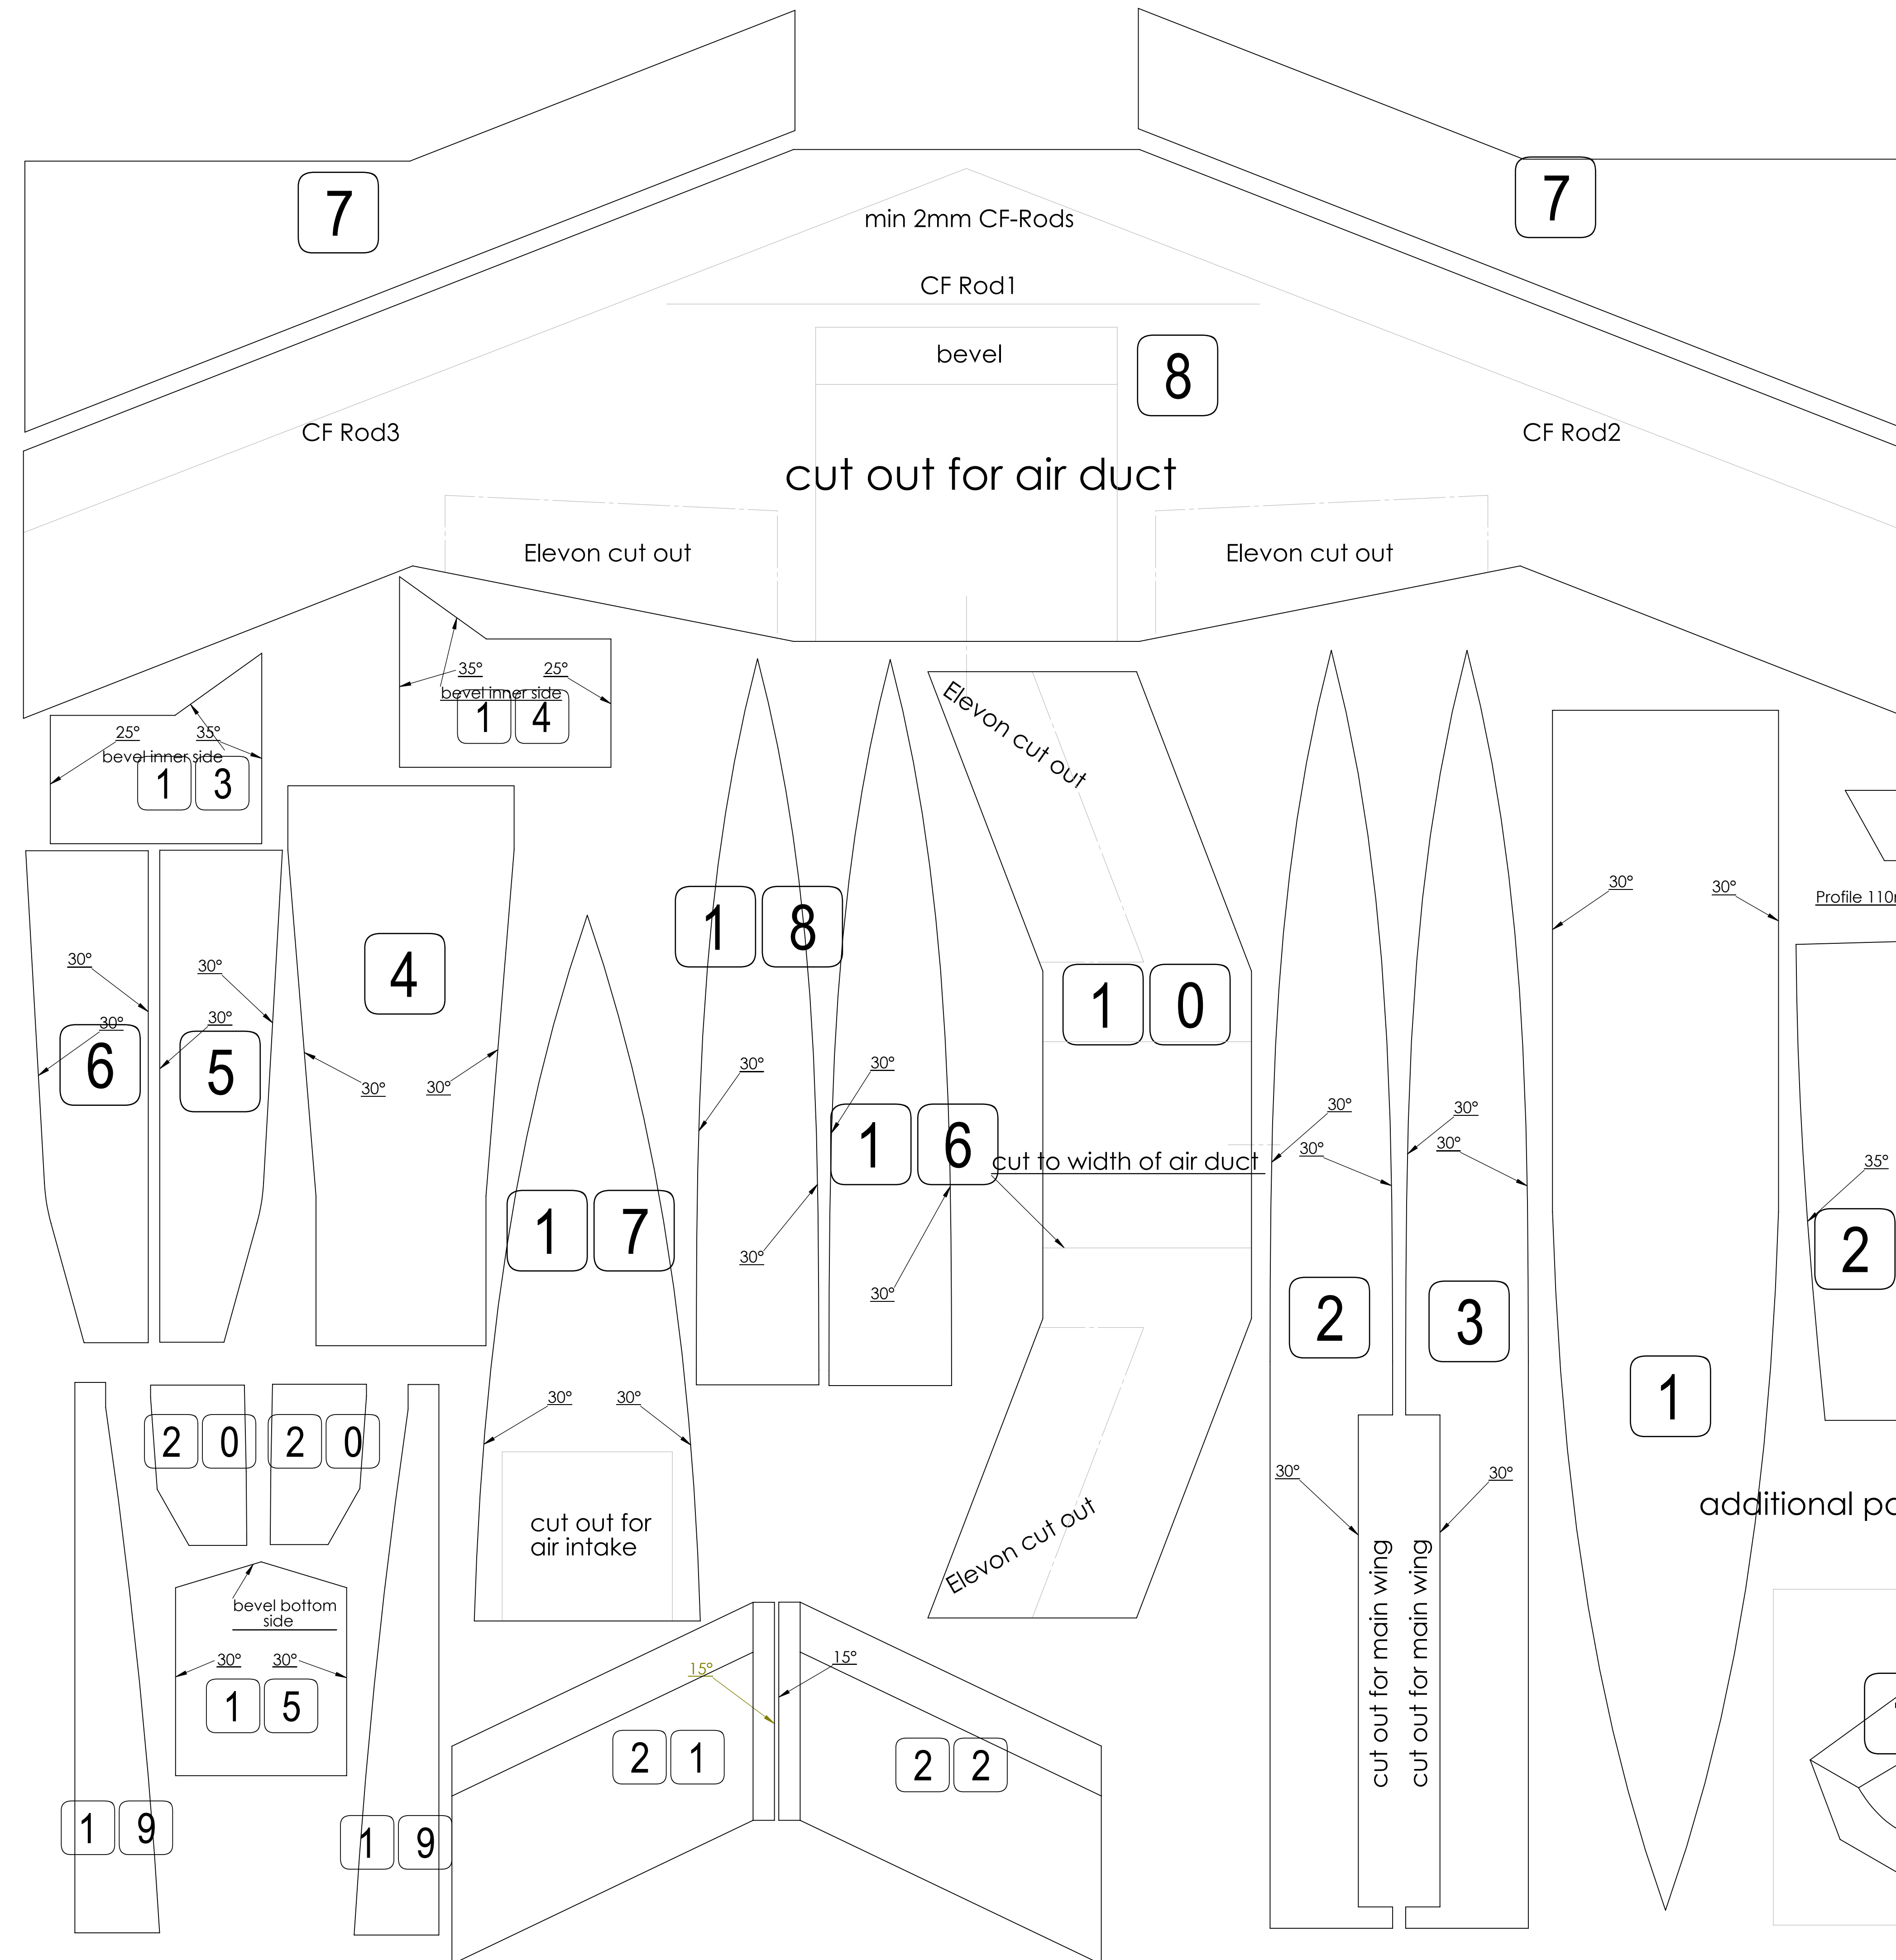 7
7
min 2mm CF-Rods
CF Rod1
bevel
8
CF Rod3
CF Rod2
cut out for air duct
Elevon cut out
Elevon cut out
35°
25°
bevel inner side
1 4
25°
35°
bevel inner side
1 3
Elevon cut out
30°
30°
Profile 110
1 8
4
30°
30°
30°
30°
6
5
1 0
30°
30°
30°
30°
1 6
cut to width of air duct
30°
30°
30°
30°
35°
2
1 7
30°
30°
2
3
1
30°
30°
2 0
2 0
30°
30°
additional
cut out for
air intake
Elevon cut out
cut out for main wing
cut out for main wing
bevel bottom
side
30°
30°
1 5
15°
15°
2 1
2 2
1 9
1 9